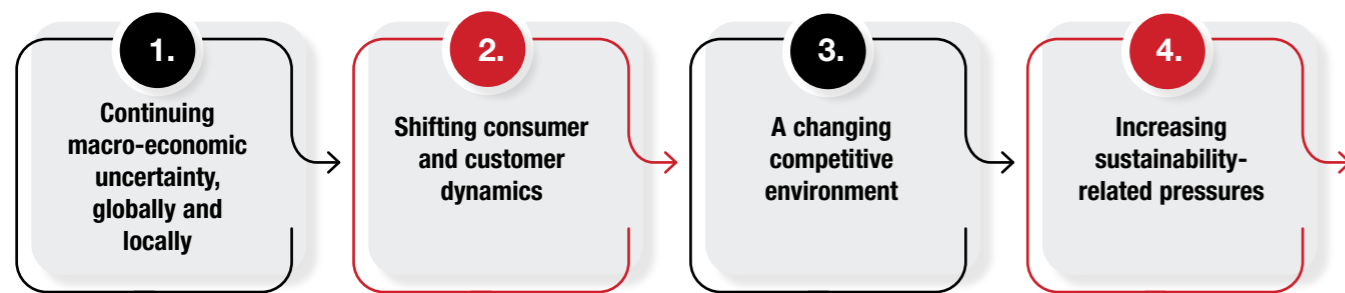 1.
Continuing
macro-economic
uncertainty,
globally and
locally
2.
Shifting consumer
and customer
dynamics
3.
A changing
competitive
environment
4.
Increasing
sustainability-
related pressures